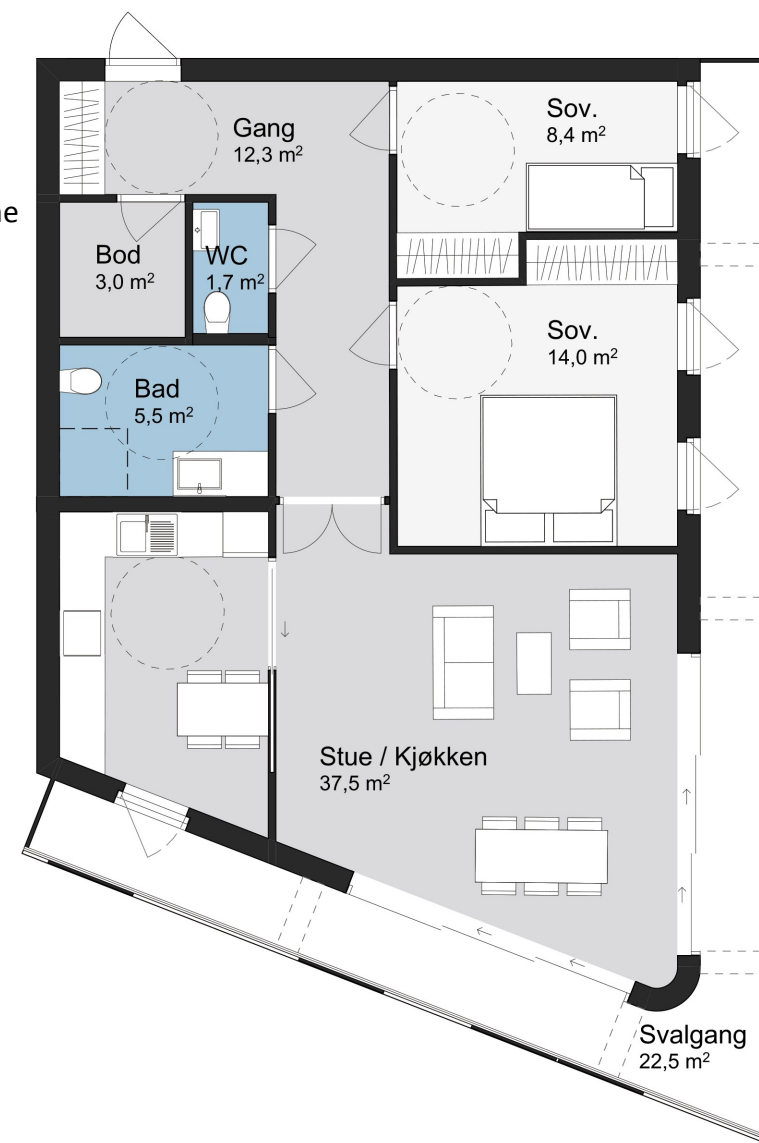 Gang
12,3 m²
Sov.
8,4 m²
ne
Bod
3,0 m²
WC
1,7 m²
Sov.
14,0 m²
Bad
5,5 m²
Stue / Kjøkken
37,5 m²
Svalgang
22,5 m²